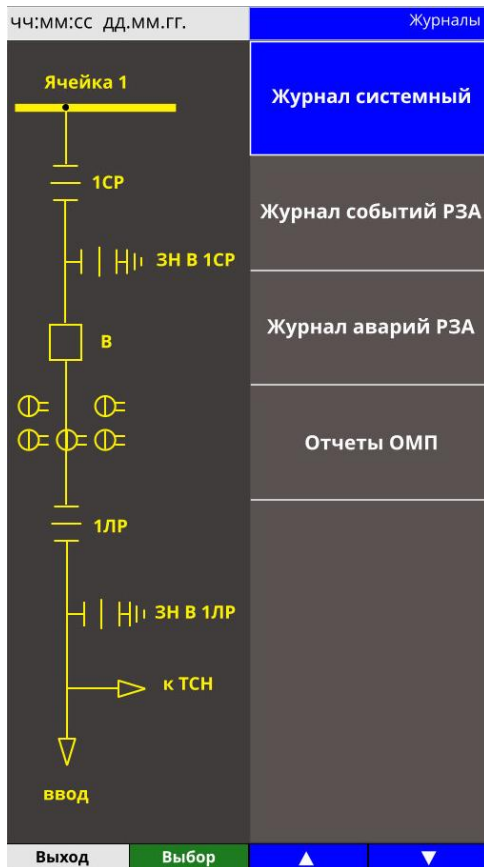 чч:мм:сс дд.мм.гг.
Журналы
Ячейка 1
1СР
ЗН В 1СР
В
1ЛР
ЗН В 1ЛР
к ТСН
ввод
Журнал системный
Журнал событий РЗА
Журнал аварий РЗА
Отчеты ОМП
Выход
Выбор
▲
▼